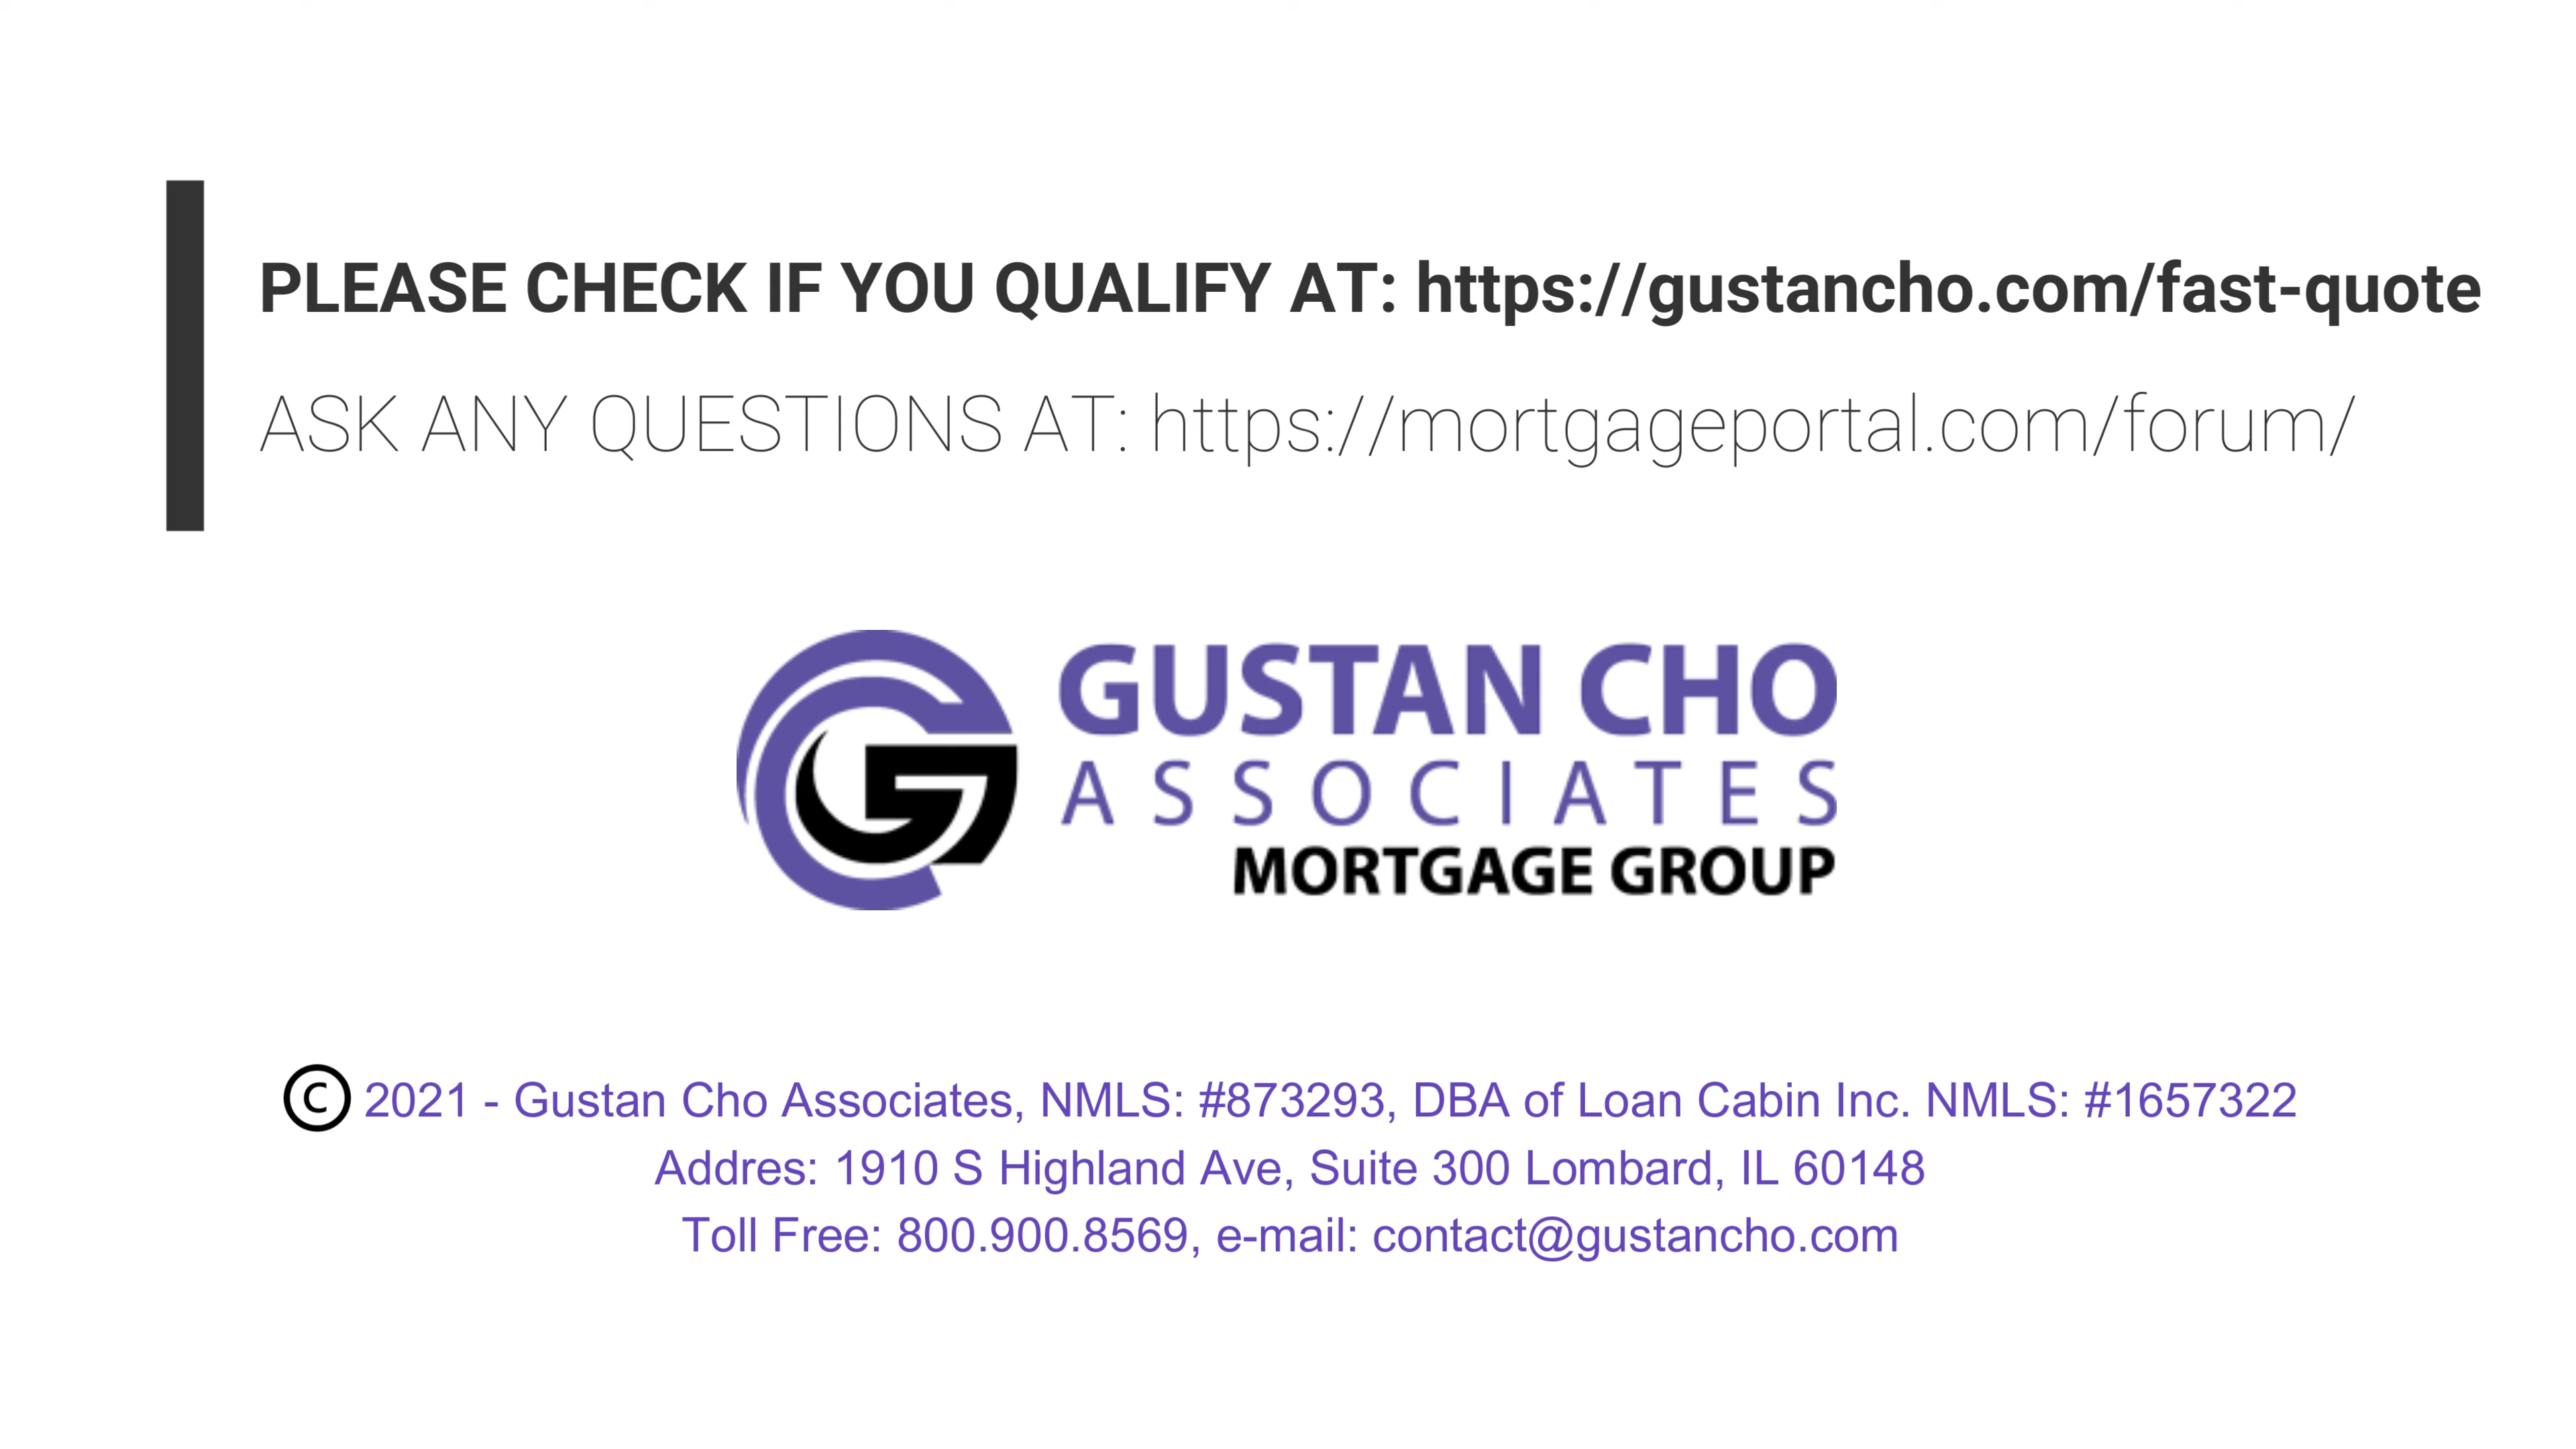 PLEASE CHECK IF YOU QUALIFY AT: https://gustancho.com/fast-quote
ASK ANY QUESTIONS AT: https://mortgageportal.com/forum/
GUSTAN CHO
ASSOCIATES
MORTGAGE GROUP
© 2021 - Gustan Cho Associates, NMLS: #873293, DBA of Loan Cabin Inc. NMLS: #1657322
Addres: 1910 S Highland Ave, Suite 300 Lombard, IL 60148
Toll Free: 800.900.8569, e-mail: contact@gustancho.com